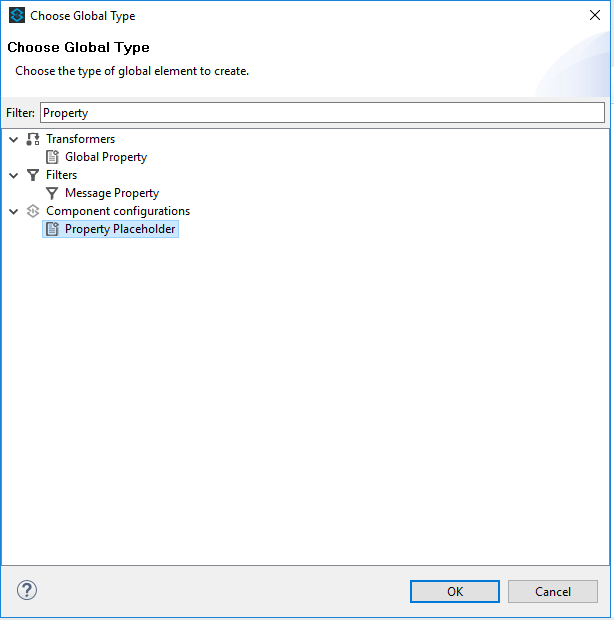 Choose Global Type
Choose Global Type
Choose the type of global element to create.
Filter: Property
Transformers
Global Property
Filters
Message Property
Component configurations
Property Placeholder
?
OK Cancel